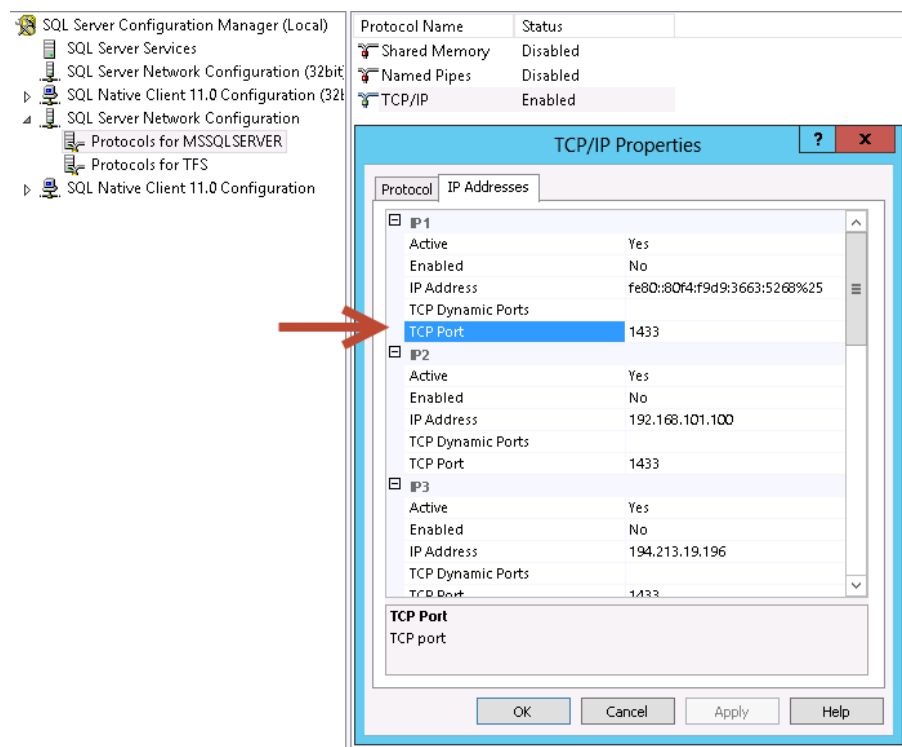 SQL Server Configuration Manager (Local)
SQL Server Services
SQL Server Network Configuration (32bit
SQL Native Client 11.0 Configuration (32b
SQL Server Network Configuration
Protocols for MSSQLSERVER
Protocols for TFS
SQL Native Client 11.0 Configuration
Protocol Name Status
Shared Memory Disabled
Named Pipes Disabled
TCP/IP Enabled
TCP/IP Properties ? x
Protocol IP Addresses
IP1
Active Yes
Enabled No
IP Address fe80::80f4:f9d9:3663:5268%25
TCP Dynamic Ports
TCP Port 1433
IP2
Active Yes
Enabled No
IP Address 192.168.101.100
TCP Dynamic Ports
TCP Port 1433
IP3
Active Yes
Enabled No
IP Address 194.213.19.196
TCP Dynamic Ports
TCP Port 1433
TCP Port
TCP port
OK Cancel Apply Help